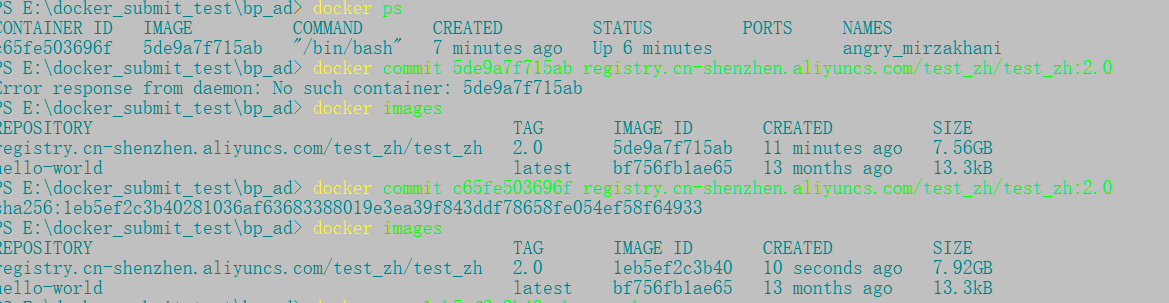 PS E:\docker_submit_test\bp_ad> docker ps
CONTAINER ID   IMAGE          COMMAND       CREATED         STATUS         PORTS     NAMES
c65fe503696f   5de9a7f715ab   "/bin/bash"   7 minutes ago   Up 6 minutes             angry_mirzakhani
PS E:\docker_submit_test\bp_ad> docker commit 5de9a7f715ab registry.cn-shenzhen.aliyuncs.com/test_zh/test_zh:2.0
Error response from daemon: No such container: 5de9a7f715ab
PS E:\docker_submit_test\bp_ad> docker images
REPOSITORY                                          TAG       IMAGE ID       CREATED          SIZE
registry.cn-shenzhen.aliyuncs.com/test_zh/test_zh   2.0       5de9a7f715ab   11 minutes ago   7.56GB
hello-world                                         latest    bf756fb1ae65   13 months ago    13.3kB
PS E:\docker_submit_test\bp_ad> docker commit c65fe503696f registry.cn-shenzhen.aliyuncs.com/test_zh/test_zh:2.0
sha256:1eb5ef2c3b40281036af63683388019e3ea39f843ddf78658fe054ef58f64933
PS E:\docker_submit_test\bp_ad> docker images
REPOSITORY                                          TAG       IMAGE ID       CREATED          SIZE
registry.cn-shenzhen.aliyuncs.com/test_zh/test_zh   2.0       1eb5ef2c3b40   10 seconds ago   7.92GB
hello-world                                         latest    bf756fb1ae65   13 months ago    13.3kB